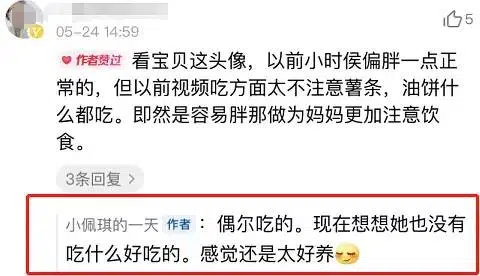 05-24 14:59
5
作者赞过 看宝贝这头像，以前小时侯偏胖一点正
常的，但以前视频吃方面太不注意薯条，油饼什
么都吃。即然是容易胖那做为妈妈更加注意饮
食。
3条回复 >
小佩琪的一天 作者 ： 偶尔吃的。现在想想她也没有
吃什么好吃的。感觉还是太好养😏